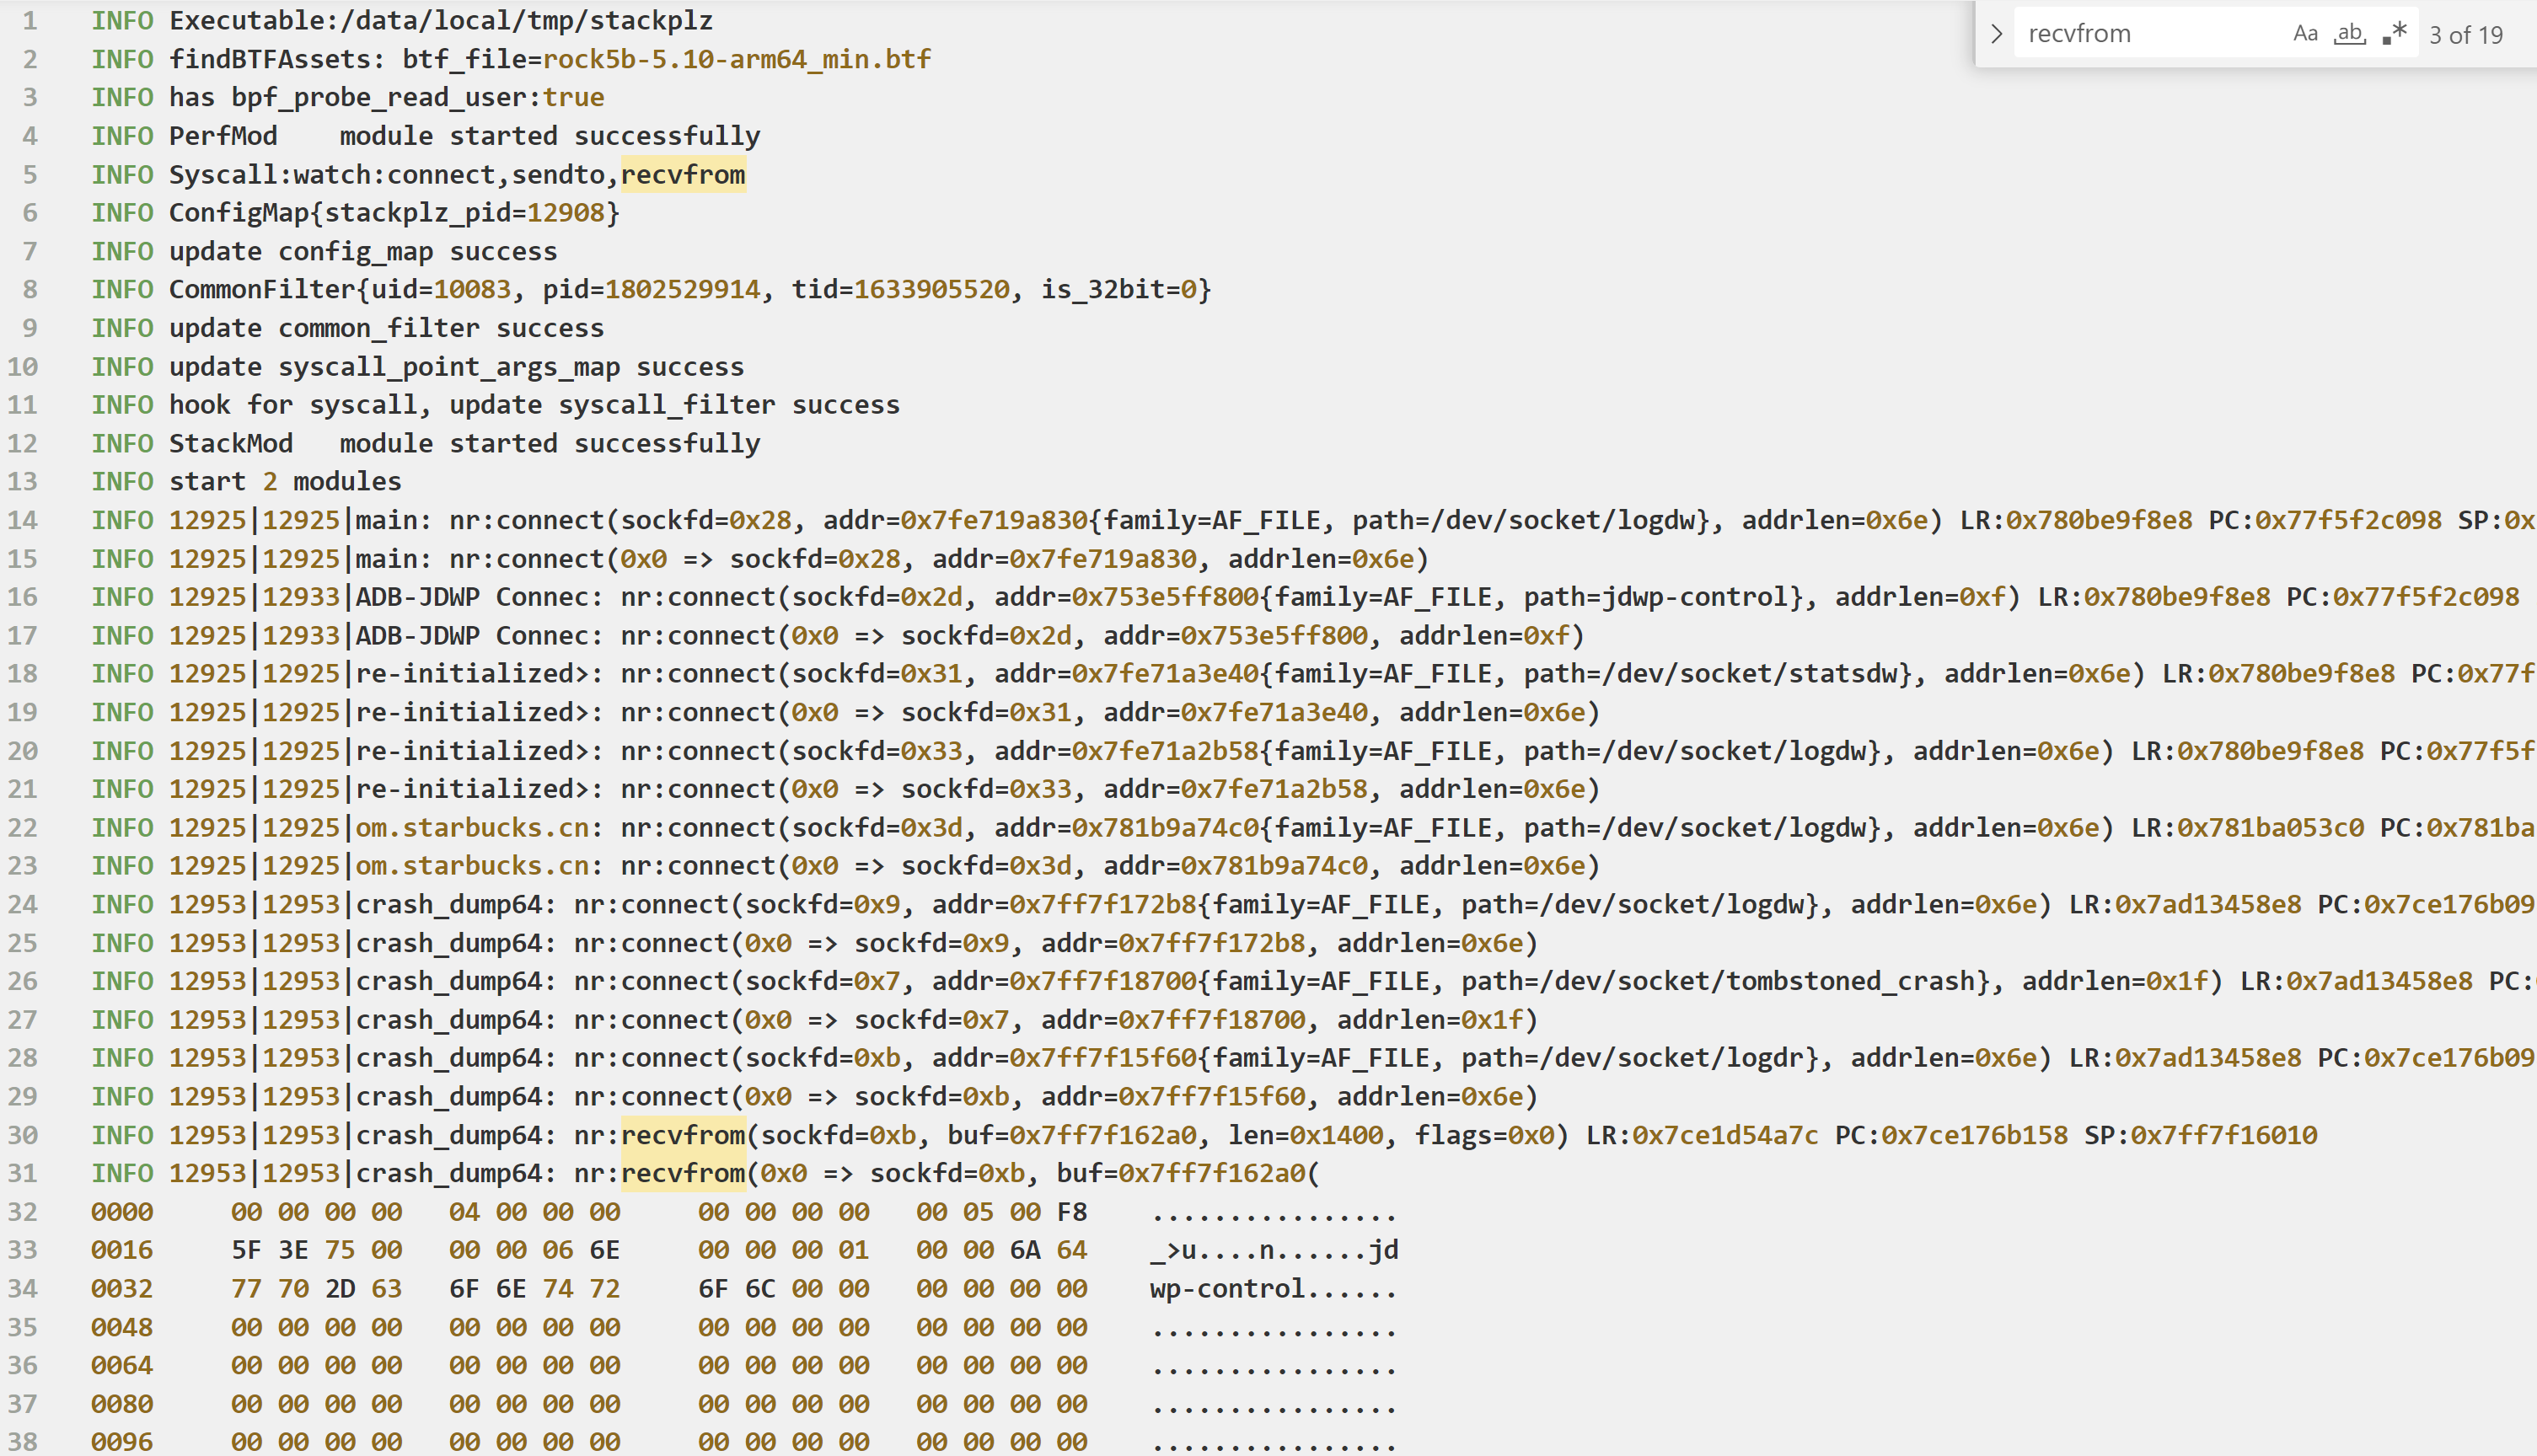 1 INFO Executable:/data/local/tmp/stackplz
recvfrom Aa ab .* 3 of 19
2 INFO findBTFAssets: btf_file=rock5b-5.10-arm64_min.btf
3 INFO has bpf_probe_read_user:true
4 INFO PerfMod    module started successfully
5 INFO Syscall:watch:connect,sendto,recvfrom
6 INFO ConfigMap{stackplz_pid=12908}
7 INFO update config_map success
8 INFO CommonFilter{uid=10083, pid=1802529914, tid=1633905520, is_32bit=0}
9 INFO update common_filter success
10 INFO update syscall_point_args_map success
11 INFO hook for syscall, update syscall_filter success
12 INFO StackMod   module started successfully
13 INFO start 2 modules
14 INFO 12925|12925|main: nr:connect(sockfd=0x28, addr=0x7fe719a830{family=AF_FILE, path=/dev/socket/logdw}, addrlen=0x6e) LR:0x780be9f8e8 PC:0x77f5f2c098 SP:0x
15 INFO 12925|12925|main: nr:connect(0x0 => sockfd=0x28, addr=0x7fe719a830, addrlen=0x6e)
16 INFO 12925|12933|ADB-JDWP Connec: nr:connect(sockfd=0x2d, addr=0x753e5ff800{family=AF_FILE, path=jdwp-control}, addrlen=0xf) LR:0x780be9f8e8 PC:0x77f5f2c098
17 INFO 12925|12933|ADB-JDWP Connec: nr:connect(0x0 => sockfd=0x2d, addr=0x753e5ff800, addrlen=0xf)
18 INFO 12925|12925|re-initialized>: nr:connect(sockfd=0x31, addr=0x7fe71a3e40{family=AF_FILE, path=/dev/socket/statsdw}, addrlen=0x6e) LR:0x780be9f8e8 PC:0x77f
19 INFO 12925|12925|re-initialized>: nr:connect(0x0 => sockfd=0x31, addr=0x7fe71a3e40, addrlen=0x6e)
20 INFO 12925|12925|re-initialized>: nr:connect(sockfd=0x33, addr=0x7fe71a2b58{family=AF_FILE, path=/dev/socket/logdw}, addrlen=0x6e) LR:0x780be9f8e8 PC:0x77f5f
21 INFO 12925|12925|re-initialized>: nr:connect(0x0 => sockfd=0x33, addr=0x7fe71a2b58, addrlen=0x6e)
22 INFO 12925|12925|om.starbucks.cn: nr:connect(sockfd=0x3d, addr=0x781b9a74c0{family=AF_FILE, path=/dev/socket/logdw}, addrlen=0x6e) LR:0x781ba053c0 PC:0x781ba
23 INFO 12925|12925|om.starbucks.cn: nr:connect(0x0 => sockfd=0x3d, addr=0x781b9a74c0, addrlen=0x6e)
24 INFO 12953|12953|crash_dump64: nr:connect(sockfd=0x9, addr=0x7ff7f172b8{family=AF_FILE, path=/dev/socket/logdw}, addrlen=0x6e) LR:0x7ad13458e8 PC:0x7ce176b09
25 INFO 12953|12953|crash_dump64: nr:connect(0x0 => sockfd=0x9, addr=0x7ff7f172b8, addrlen=0x6e)
26 INFO 12953|12953|crash_dump64: nr:connect(sockfd=0x7, addr=0x7ff7f18700{family=AF_FILE, path=/dev/socket/tombstoned_crash}, addrlen=0x1f) LR:0x7ad13458e8 PC:
27 INFO 12953|12953|crash_dump64: nr:connect(0x0 => sockfd=0x7, addr=0x7ff7f18700, addrlen=0x1f)
28 INFO 12953|12953|crash_dump64: nr:connect(sockfd=0xb, addr=0x7ff7f15f60{family=AF_FILE, path=/dev/socket/logdr}, addrlen=0x6e) LR:0x7ad13458e8 PC:0x7ce176b09
29 INFO 12953|12953|crash_dump64: nr:connect(0x0 => sockfd=0xb, addr=0x7ff7f15f60, addrlen=0x6e)
30 INFO 12953|12953|crash_dump64: nr:recvfrom(sockfd=0xb, buf=0x7ff7f162a0, len=0x1400, flags=0x0) LR:0x7ce1d54a7c PC:0x7ce176b158 SP:0x7ff7f16010
31 INFO 12953|12953|crash_dump64: nr:recvfrom(0x0 => sockfd=0xb, buf=0x7ff7f162a0(
32 0000     00 00 00 00   04 00 00 00     00 00 00 00   00 05 00 F8    ................
33 0016     5F 3E 75 00   00 00 06 6E     00 00 00 01   00 00 6A 64    _>u....n......jd
34 0032     77 70 2D 63   6F 6E 74 72     6F 6C 00 00   00 00 00 00    wp-control......
35 0048     00 00 00 00   00 00 00 00     00 00 00 00   00 00 00 00    ................
36 0064     00 00 00 00   00 00 00 00     00 00 00 00   00 00 00 00    ................
37 0080     00 00 00 00   00 00 00 00     00 00 00 00   00 00 00 00    ................
38 0096     00 00 00 00   00 00 00 00     00 00 00 00   00 00 00 00    ................